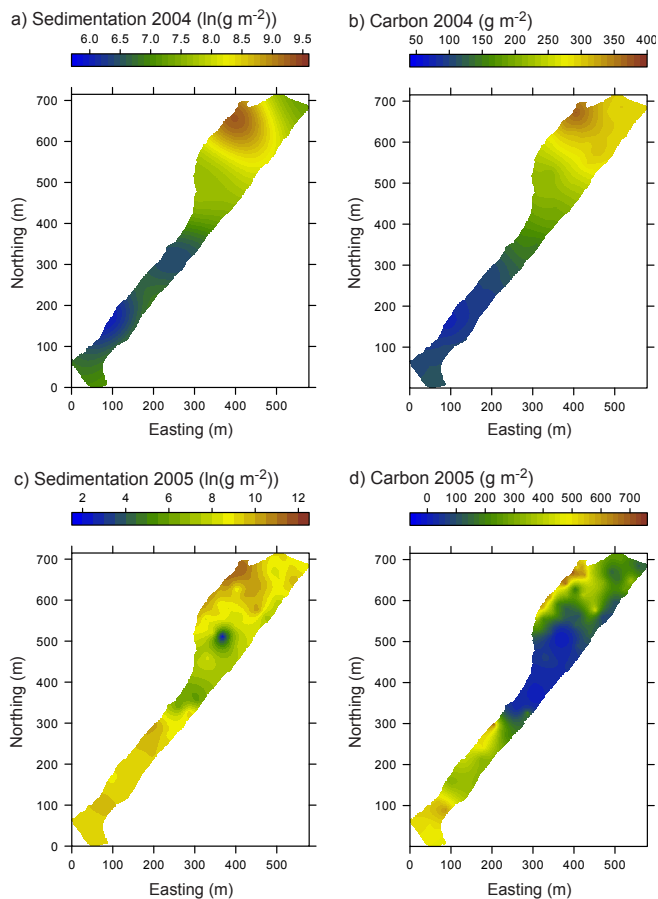 a) Sedimentation 2004 (ln(g m⁻²))
6.0 6.5 7.0 7.5 8.0 8.5 9.0 9.5
700
600
500
400
300
200
100
0
Northing (m)
0 100 200 300 400 500
Easting (m)
b) Carbon 2004 (g m⁻²)
50 100 150 200 250 300 350 400
700
600
500
400
300
200
100
0
Northing (m)
0 100 200 300 400 500
Easting (m)
c) Sedimentation 2005 (ln(g m⁻²))
2 4 6 8 10 12
700
600
500
400
300
200
100
0
Northing (m)
0 100 200 300 400 500
Easting (m)
d) Carbon 2005 (g m⁻²)
0 100 200 300 400 500 600 700
700
600
500
400
300
200
100
0
Northing (m)
0 100 200 300 400 500
Easting (m)